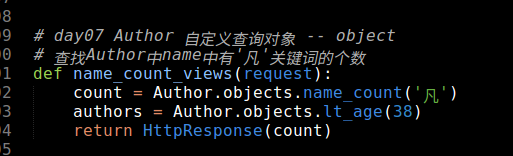 # day07 Author 自定义查询对象 -- object
# 查找Author中name中有'凡'关键词的个数
def name_count_views(request):
count = Author.objects.name_count('凡')
authors = Author.objects.lt_age(38)
return HttpResponse(count)